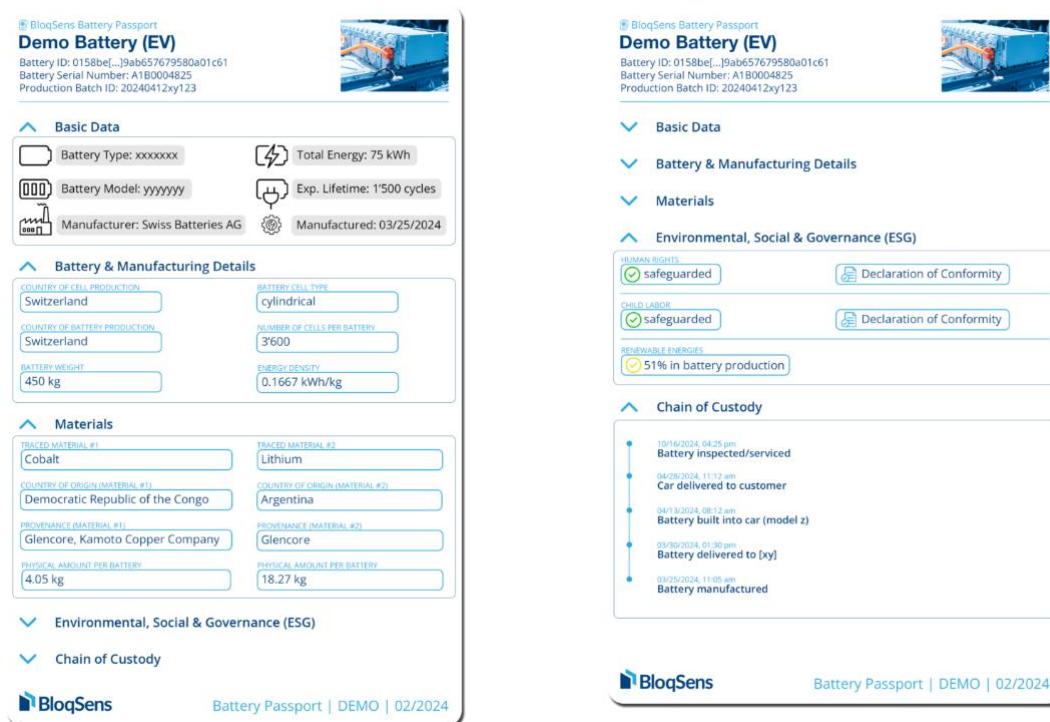 BloqSens Battery Passport
Demo Battery (EV)
Battery ID: 0158be[...]9ab657679580a01c61
Battery Serial Number: A1B0004825
Production Batch ID: 20240412xy123
Basic Data
Battery Type: xxxxxxx
Total Energy: 75 kWh
Battery Model: yyyyyyy
Exp. Lifetime: 1'500 cycles
Manufacturer: Swiss Batteries AG
Manufactured: 03/25/2024
Battery & Manufacturing Details
COUNTRY OF CELL PRODUCTION
BATTERY CELL TYPE
Switzerland
cylindrical
COUNTRY OF BATTERY PRODUCTION
NUMBER OF CELLS PER BATTERY
Switzerland
3'600
BATTERY WEIGHT
ENERGY DENSITY
450 kg
0.1667 kWh/kg
Materials
TRACED MATERIAL #1
TRACED MATERIAL #2
Cobalt
Lithium
COUNTRY OF ORIGIN (MATERIAL #1)
COUNTRY OF ORIGIN (MATERIAL #2)
Democratic Republic of the Congo
Argentina
PROVENANCE (MATERIAL #1)
PROVENANCE (MATERIAL #2)
Glencore, Kamoto Copper Company
Glencore
PHYSICAL AMOUNT PER BATTERY
PHYSICAL AMOUNT PER BATTERY
4.05 kg
18.27 kg
Environmental, Social & Governance (ESG)
Chain of Custody
BloqSens
Battery Passport | DEMO | 02/2024
BloqSens Battery Passport
Demo Battery (EV)
Battery ID: 0158be[...]9ab657679580a01c61
Battery Serial Number: A1B0004825
Production Batch ID: 20240412xy123
Basic Data
Battery & Manufacturing Details
Materials
Environmental, Social & Governance (ESG)
HUMAN RIGHTS
safeguarded
Declaration of Conformity
CHILD LABOR
safeguarded
Declaration of Conformity
RENEWABLE ENERGIES
51% in battery production
Chain of Custody
10/16/2024, 04:25 pm
Battery inspected/serviced
04/28/2024, 11:12 am
Car delivered to customer
04/13/2024, 08:12 am
Battery built into car (model z)
03/30/2024, 01:30 pm
Battery delivered to [xy]
03/25/2024, 11:05 am
Battery manufactured
BloqSens
Battery Passport | DEMO | 02/2024